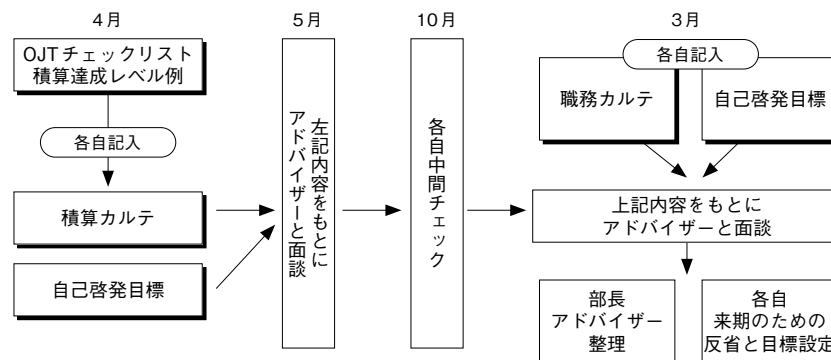 4月
OJTチェックリスト
積算達成レベル例
各自記入
積算カルテ
自己啓発目標
5月
左記内容をもとに
アドバイザーと面談
10月
各自中間チェック
3月
各自記入
職務カルテ
自己啓発目標
上記内容をもとに
アドバイザーと面談
部長
アドバイザー
整理
各自
来期のための
反省と目標設定